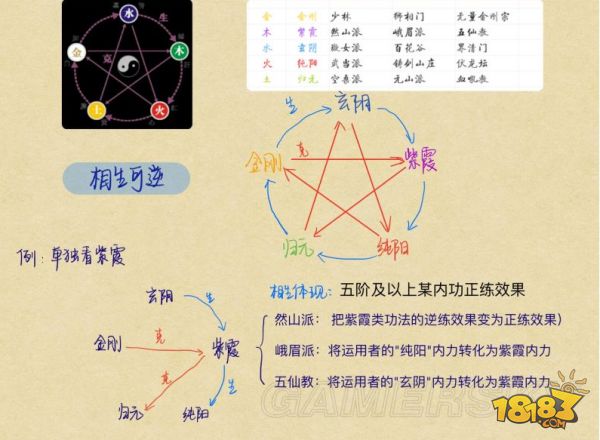 水
生
金
木
克
土
火
金 金刚 少林 狮相门 无量金刚宗
木 紫霞 然山派 峨眉派 五仙教
水 玄阴 璇女派 百花谷 界青门
火 纯阳 武当派 铸剑山庄 伏龙坛
土 归元 空桑派 元山派 血吼教
生
玄阴
金刚
克
紫霞
归元
纯阳
相生可逆
例：单独看紫霞
玄阴
生
金刚
克
紫霞
克
生
归元
纯阳
相生体现：五阶及以上某内功正练效果
然山派：把紫霞类功法的逆练效果变为正练效果）
峨眉派：将运用者的"纯阳"内力转化为紫霞内力
五仙教：将运用者的"玄阴"内力转化为紫霞内力
GAMERS
18183
.com